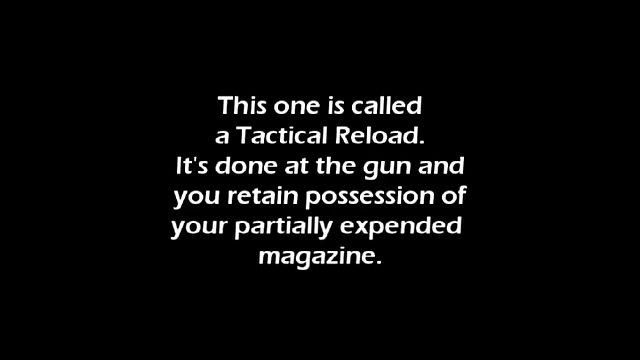 This one is called
a Tactical Reload.
It's done at the gun and
you retain possession of
your partially expended
magazine.